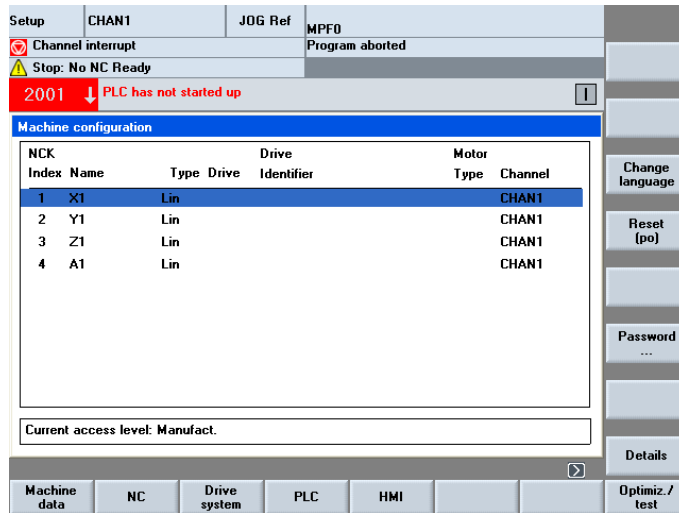 Setup CHAN1 JOG Ref MPF0
Channel interrupt Program aborted
Stop: No NC Ready
2001 PLC has not started up
Machine configuration
NCK Drive Motor
Index Name Type Drive Identifier Type Channel
1 X1 Lin CHAN1
2 Y1 Lin CHAN1
3 Z1 Lin CHAN1
4 A1 Lin CHAN1
Current access level: Manufact.
Change
language
Reset
(po)
Password
...
Details
Machine
data
NC
Drive
system
PLC
HMI
Optimiz./
test